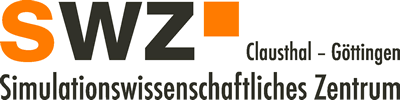 SWZ
Clausthal – Göttingen
Simulationswissenschaftliches Zentrum